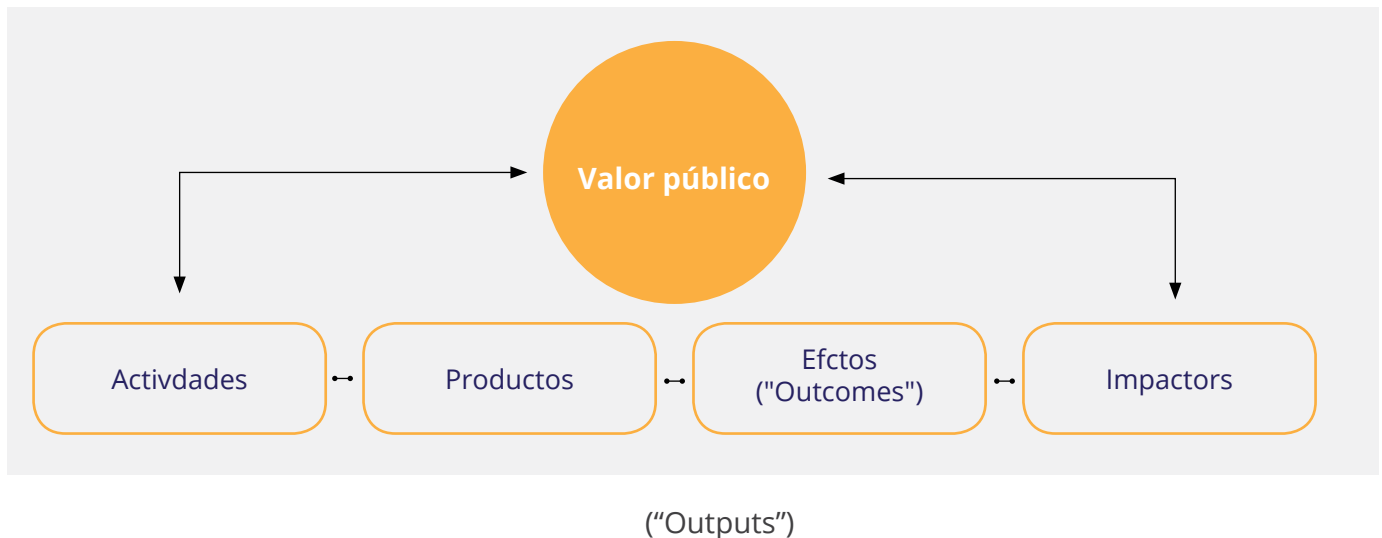 Valor público
Activdades
Productos
Efctos
("Outcomes")
Impactors
(“Outputs”)